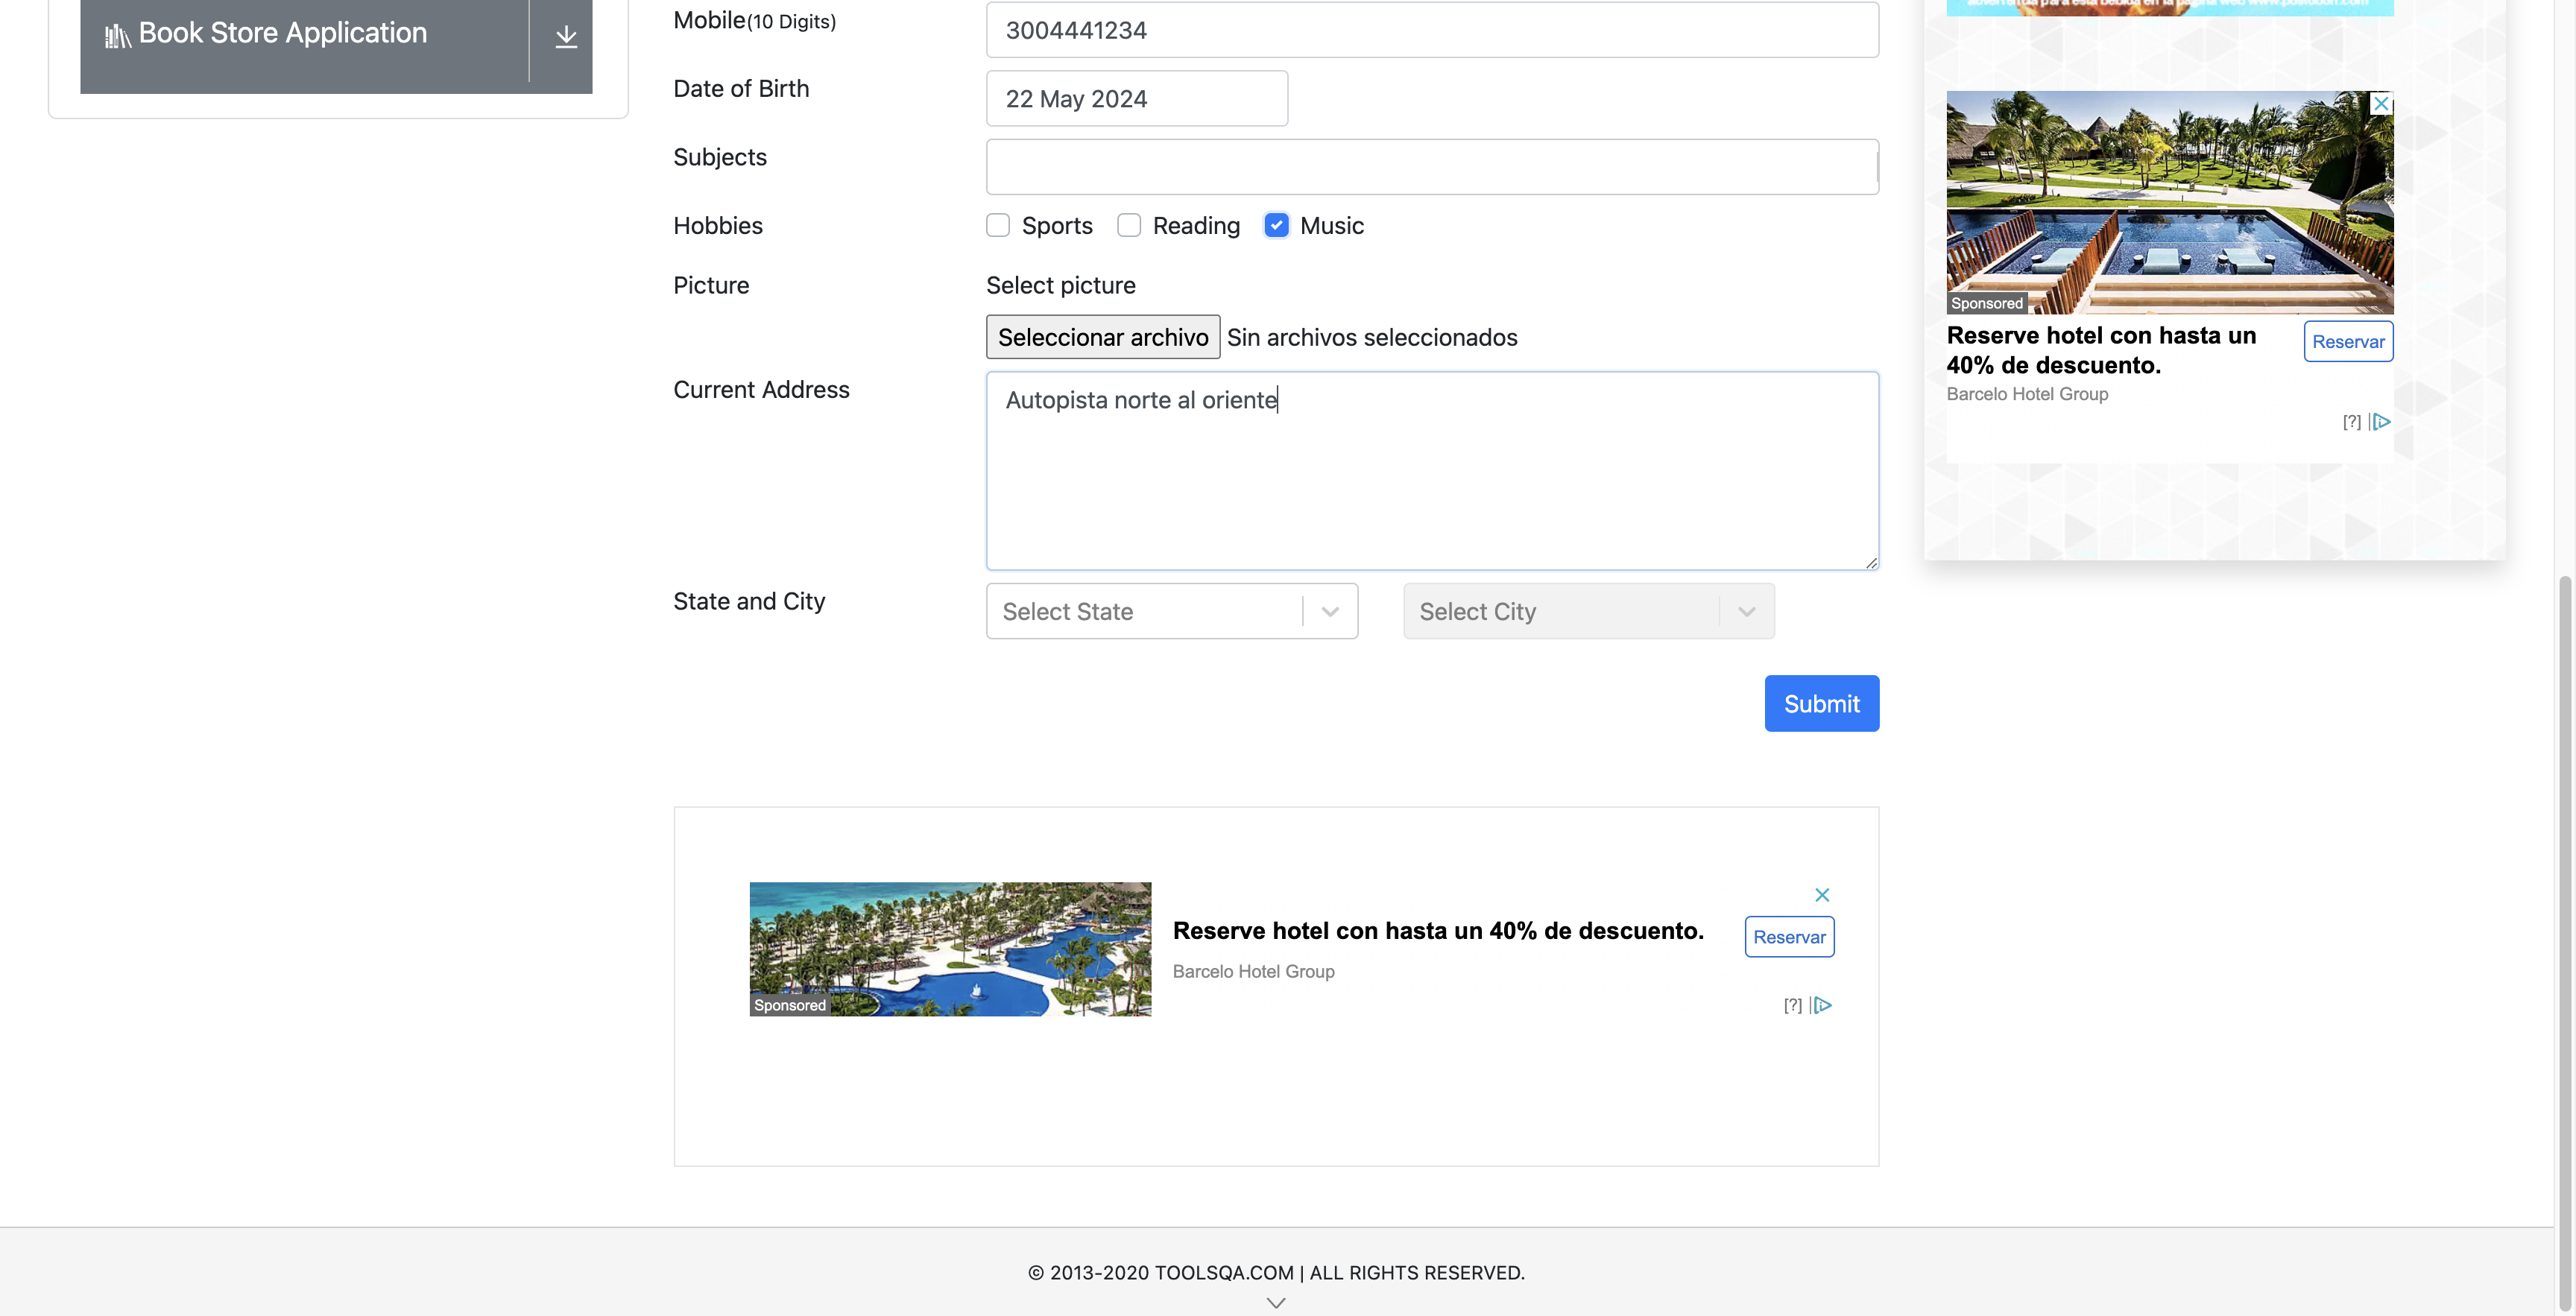 Book Store Application
Mobile(10 Digits)
3004441234
Date of Birth
22 May 2024
Subjects
Hobbies
Sports
Reading
Music
Picture
Select picture
Seleccionar archivo Sin archivos seleccionados
Current Address
Autopista norte al oriente
State and City
Select State
Select City
Submit
Sponsored
Reserve hotel con hasta un 40% de descuento.
Barcelo Hotel Group
Reservar
[?]
© 2013-2020 TOOLSQA.COM | ALL RIGHTS RESERVED.
Sponsored
Reserve hotel con hasta un
40% de descuento.
Reservar
Barcelo Hotel Group
[?]